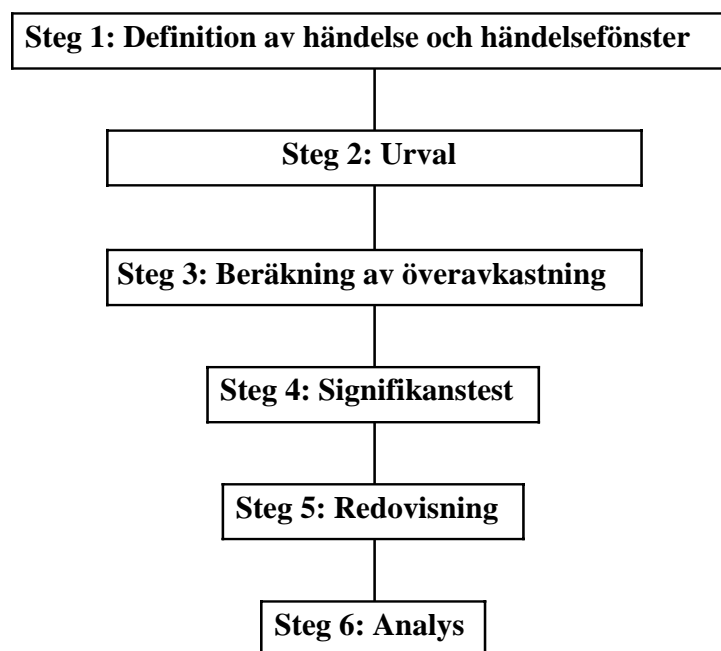 Steg 1: Definition av händelse och händelsefönster
Steg 2: Urval
Steg 3: Beräkning av överavkastning
Steg 4: Signifikanstest
Steg 5: Redovisning
Steg 6: Analys